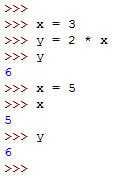 >>>
>>> x = 3
>>> y = 2 * x
>>> y
6
>>> x = 5
>>> x
5
>>> y
6
>>>